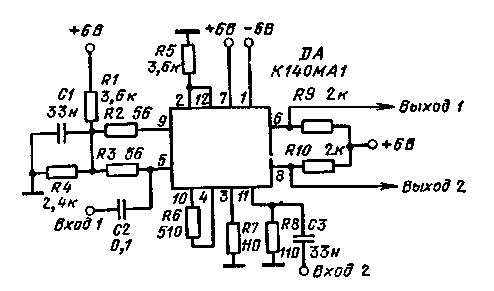 +6В
+6В
-6В
R5
3,6к
DA
К140МА1
R1
3,6к
C1
33н
R2 56
2
12
7
1
R9 2к
Выход 1
9
6
+6В
R3 56
5
R10 2к
8
R4
2,4к
Выход 2
Вход 1
C2
0,1
10
4
3
11
R6
510
R7
110
R8
110
C3
33н
Вход 2